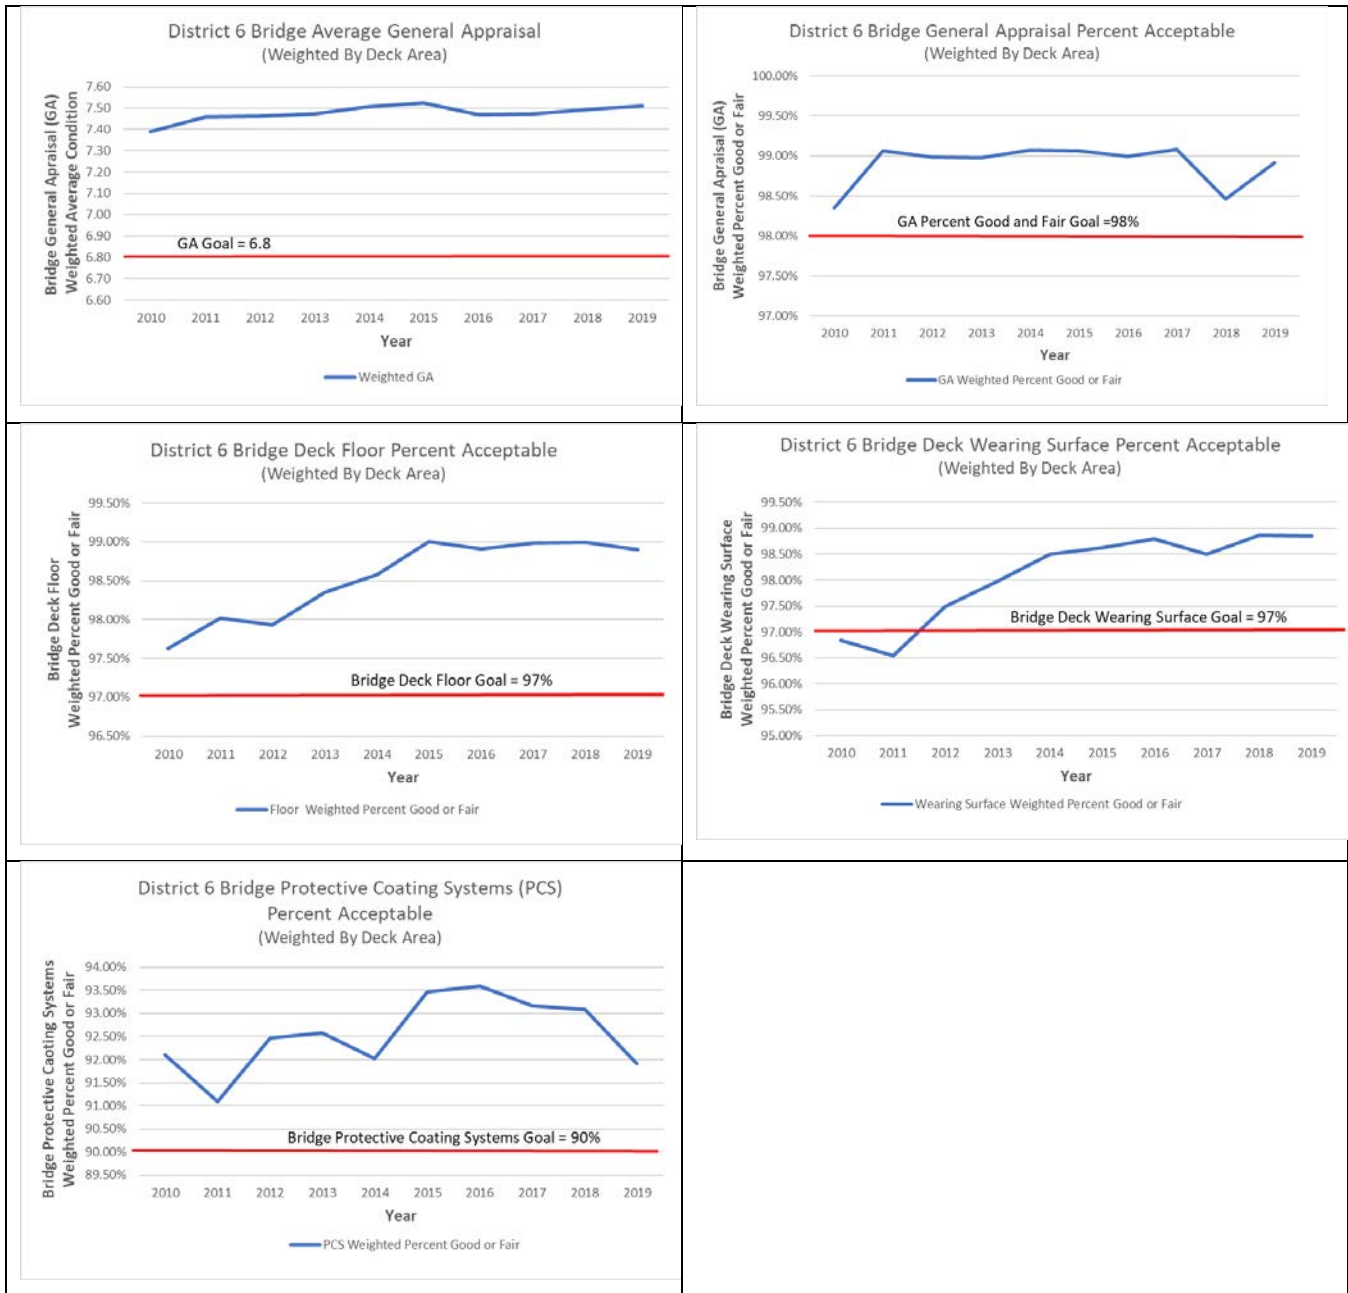 District 6 Bridge Average General Appraisal
(Weighted By Deck Area)
Bridge General Apraisal (GA)
Weighted Average Condition
7.60
7.50
7.40
7.30
7.20
7.10
7.00
6.90
6.80
6.70
6.60
GA Goal = 6.8
2010 2011 2012 2013 2014 2015 2016 2017 2018 2019
Year
Weighted GA
District 6 Bridge General Appraisal Percent Acceptable
(Weighted By Deck Area)
Bridge General Apraisal (GA)
Weighted Percent Good or Fair
100.00%
99.50%
99.00%
98.50%
98.00%
97.50%
97.00%
GA Percent Good and Fair Goal =98%
2010 2011 2012 2013 2014 2015 2016 2017 2018 2019
Year
GA Weighted Percent Good or Fair
District 6 Bridge Deck Floor Percent Acceptable
(Weighted By Deck Area)
Bridge Deck Floor
Weighted Percent Good or Fair
99.50%
99.00%
98.50%
98.00%
97.50%
97.00%
96.50%
Bridge Deck Floor Goal = 97%
2010 2011 2012 2013 2014 2015 2016 2017 2018 2019
Year
Floor Weighted Percent Good or Fair
District 6 Bridge Deck Wearing Surface Percent Acceptable
(Weighted By Deck Area)
Bridge Deck Wearing Surface
Weighted Percent Good or Fair
99.50%
99.00%
98.50%
98.00%
97.50%
97.00%
96.50%
96.00%
95.50%
95.00%
Bridge Deck Wearing Surface Goal = 97%
2010 2011 2012 2013 2014 2015 2016 2017 2018 2019
Year
Wearing Surface Weighted Percent Good or Fair
District 6 Bridge Protective Coating Systems (PCS)
Percent Acceptable
(Weighted By Deck Area)
Bridge Protective Caoting Systems
Weighted Percent Good or Fair
94.00%
93.50%
93.00%
92.50%
92.00%
91.50%
91.00%
90.50%
90.00%
89.50%
Bridge Protective Coating Systems Goal = 90%
2010 2011 2012 2013 2014 2015 2016 2017 2018 2019
Year
PCS Weighted Percent Good or Fair